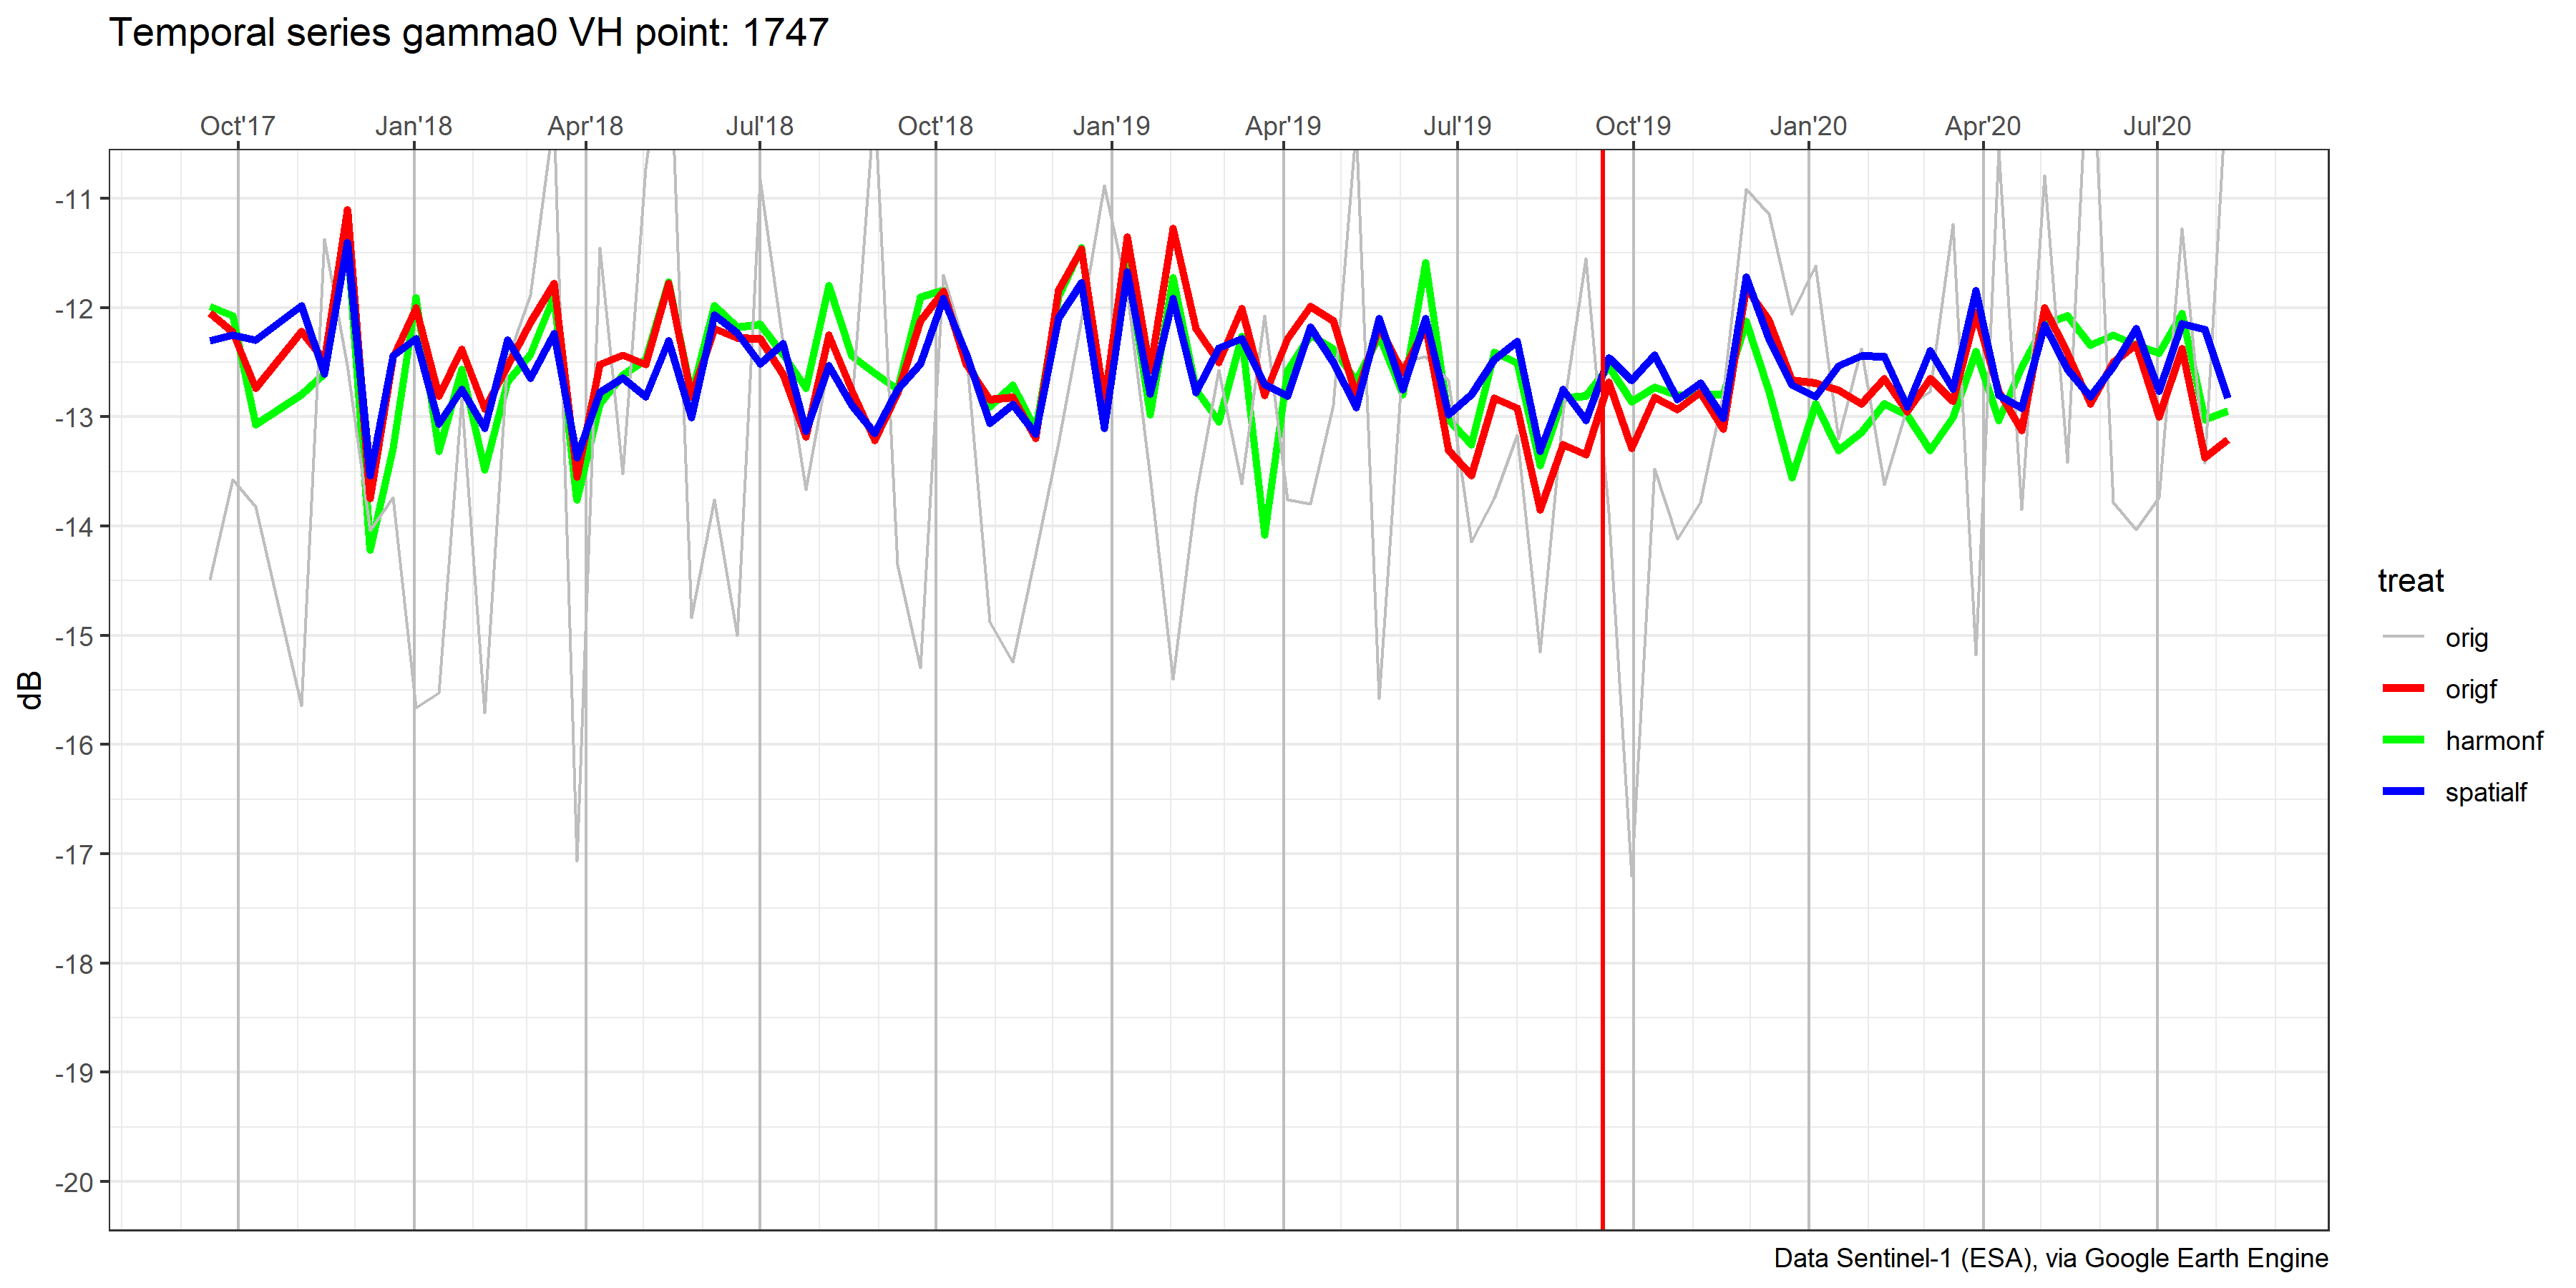 Temporal series gamma0 VH point: 1747
Oct'17 Jan'18 Apr'18 Jul'18 Oct'18 Jan'19 Apr'19 Jul'19 Oct'19 Jan'20 Apr'20 Jul'20
-11
-12
-13
-14
-15
-16
-17
-18
-19
-20
dB
treat
orig
origf
harmonf
spatialf
Data Sentinel-1 (ESA), via Google Earth Engine